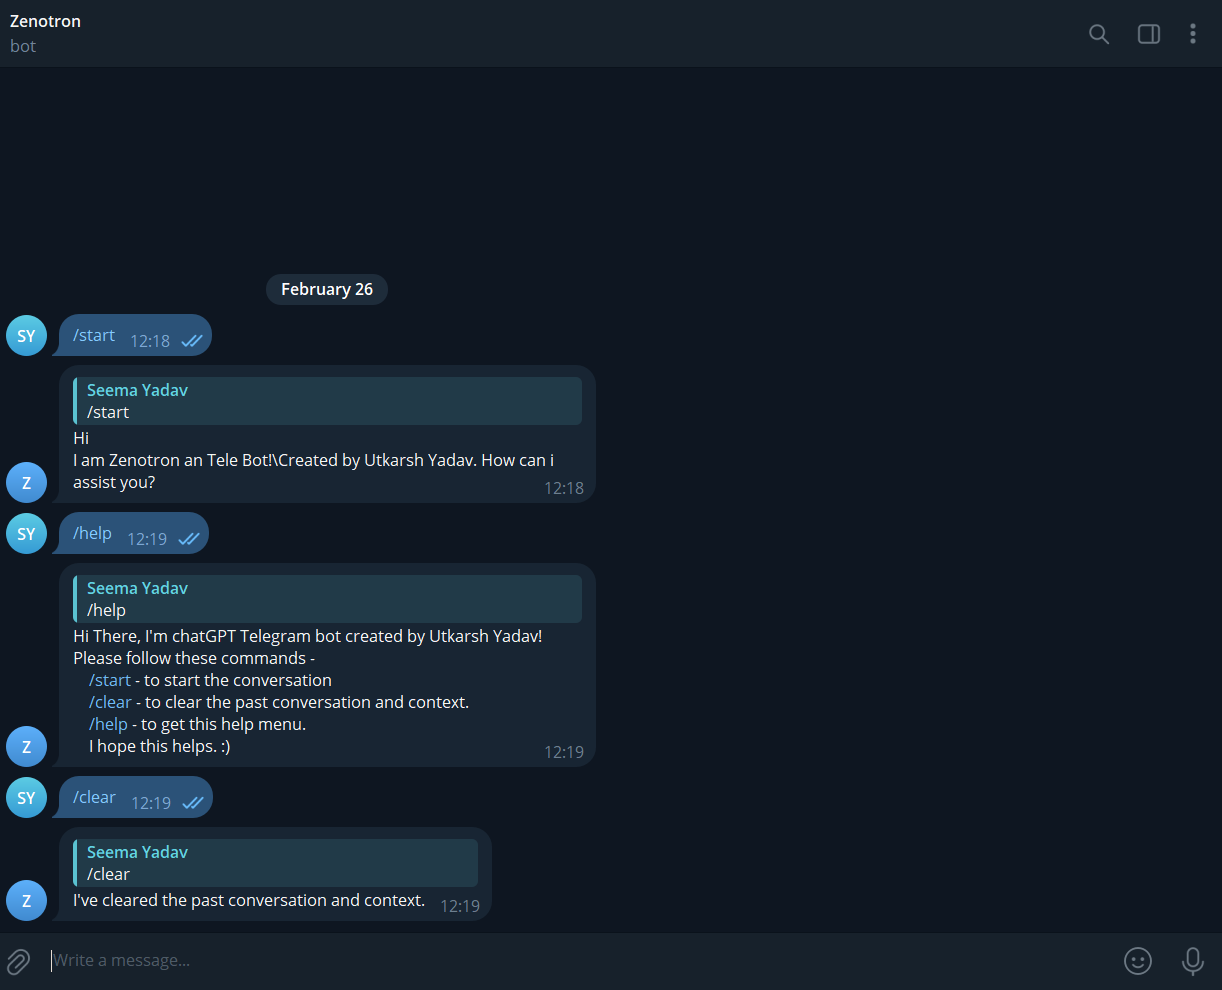 Zenotron
bot
February 26
SY
/start 12:18
Seema Yadav
/start
Hi
I am Zenotron an Tele Bot!\Created by Utkarsh Yadav. How can i
assist you?
12:18
Z
SY
/help 12:19
Seema Yadav
/help
Hi There, I'm chatGPT Telegram bot created by Utkarsh Yadav!
Please follow these commands -
/start - to start the conversation
/clear - to clear the past conversation and context.
/help - to get this help menu.
I hope this helps. :)
12:19
Z
SY
/clear 12:19
Seema Yadav
/clear
I've cleared the past conversation and context. 12:19
Z
Write a message...